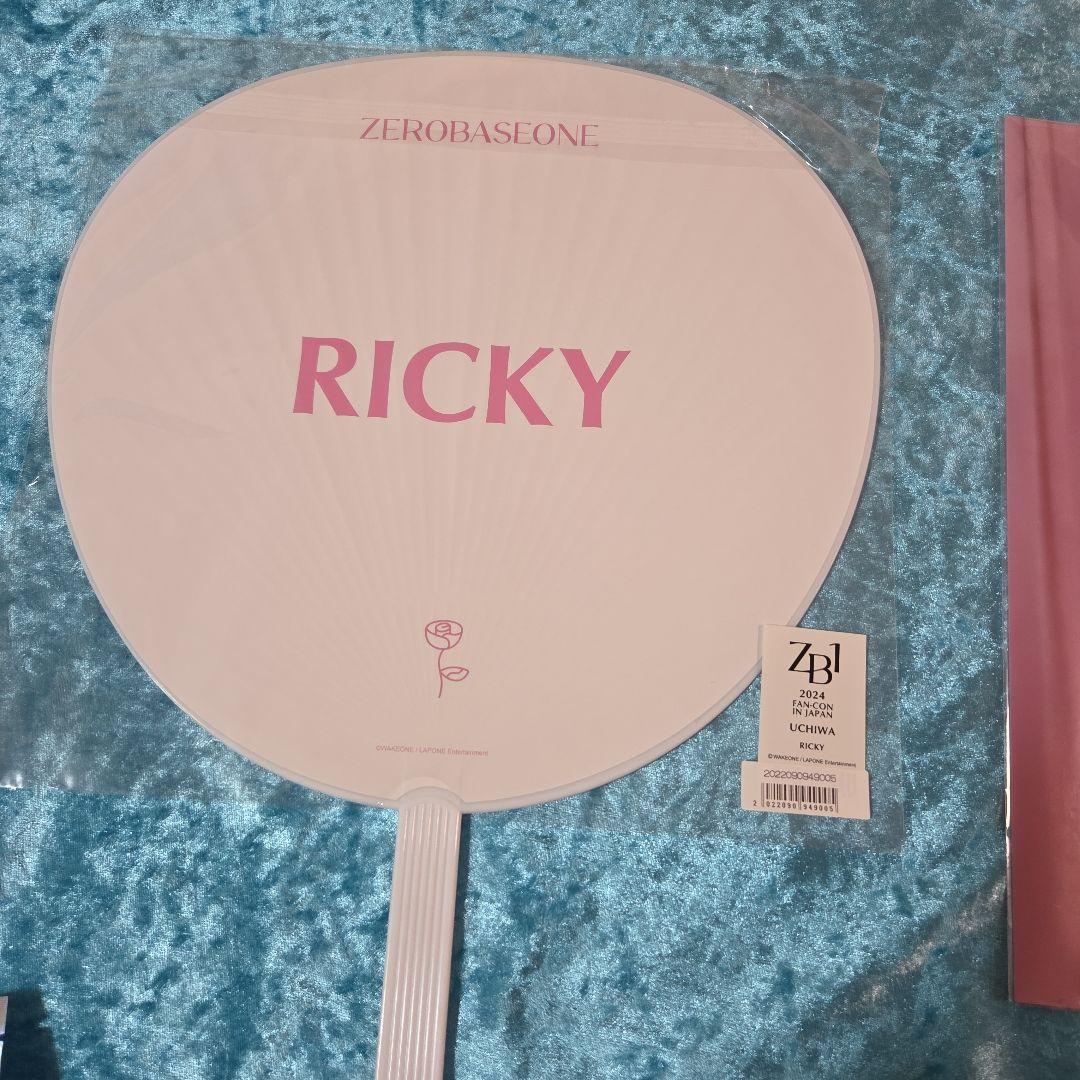 ZEROBASEONE
RICKY
©WAKEONE / LAPONE Entertainment
ZB1
2024
FAN-CON
IN JAPAN
UCHIWA
RICKY
©WAKEONE / LAPONE Entertainment
2022090949005
2 022090 949005